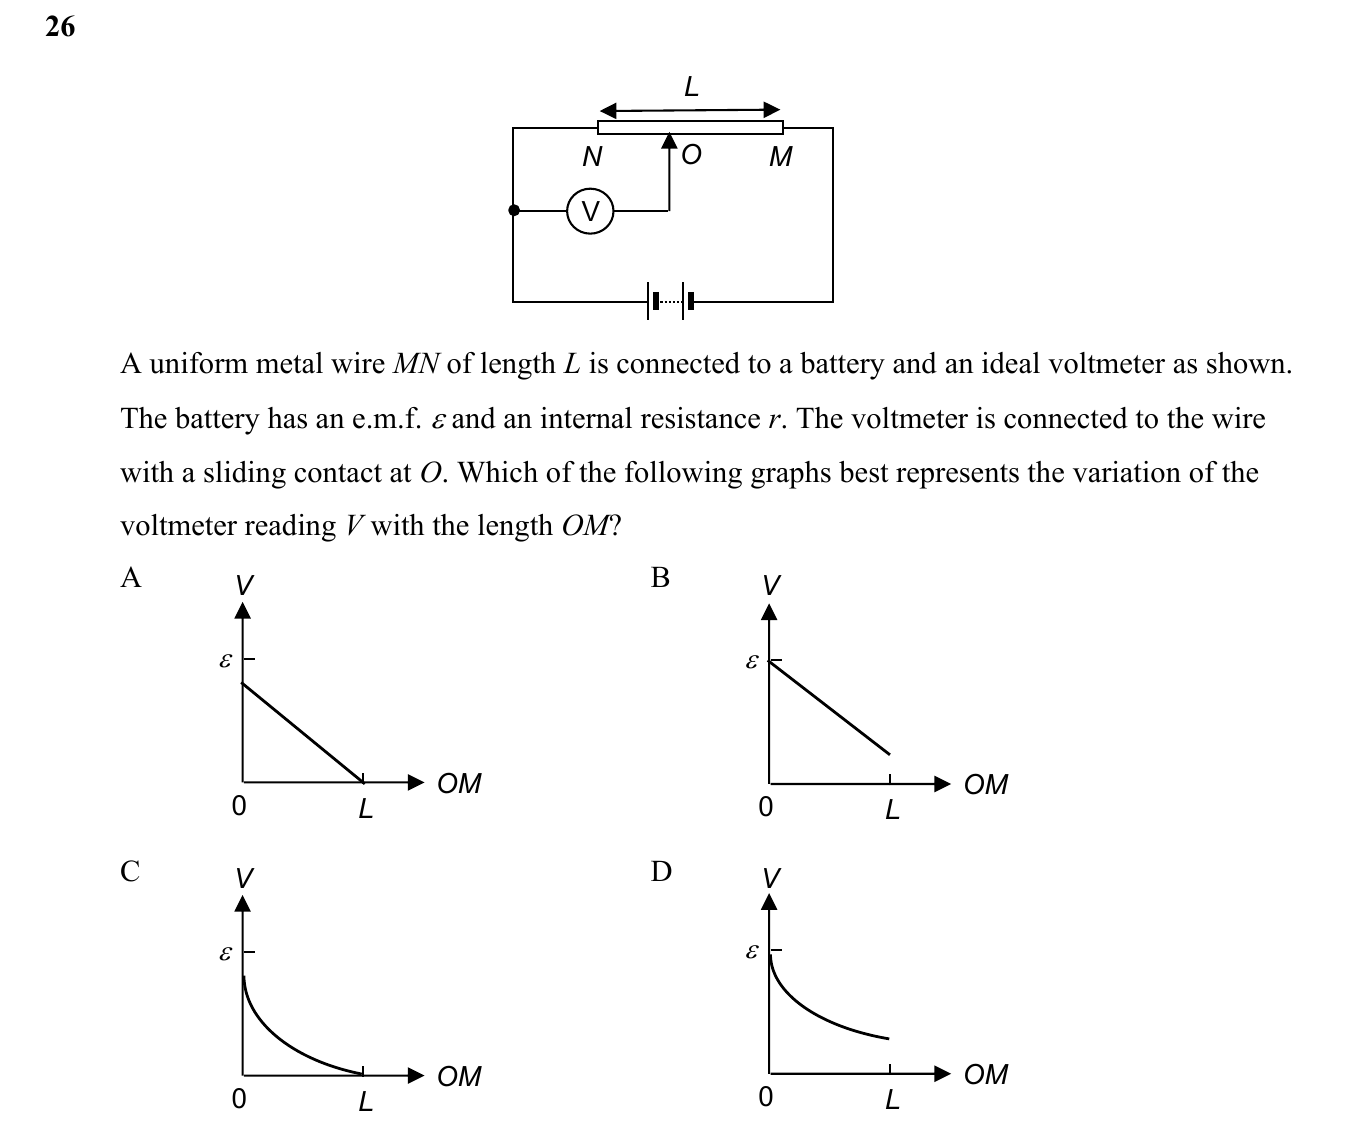 26
L
N O M
V
A uniform metal wire MN of length L is connected to a battery and an ideal voltmeter as shown.
The battery has an e.m.f. ε and an internal resistance r. The voltmeter is connected to the wire
with a sliding contact at O. Which of the following graphs best represents the variation of the
voltmeter reading V with the length OM?
A
V
ε
OM
0
L
B
V
ε
OM
0
L
C
V
ε
OM
0
L
D
V
ε
OM
0
L